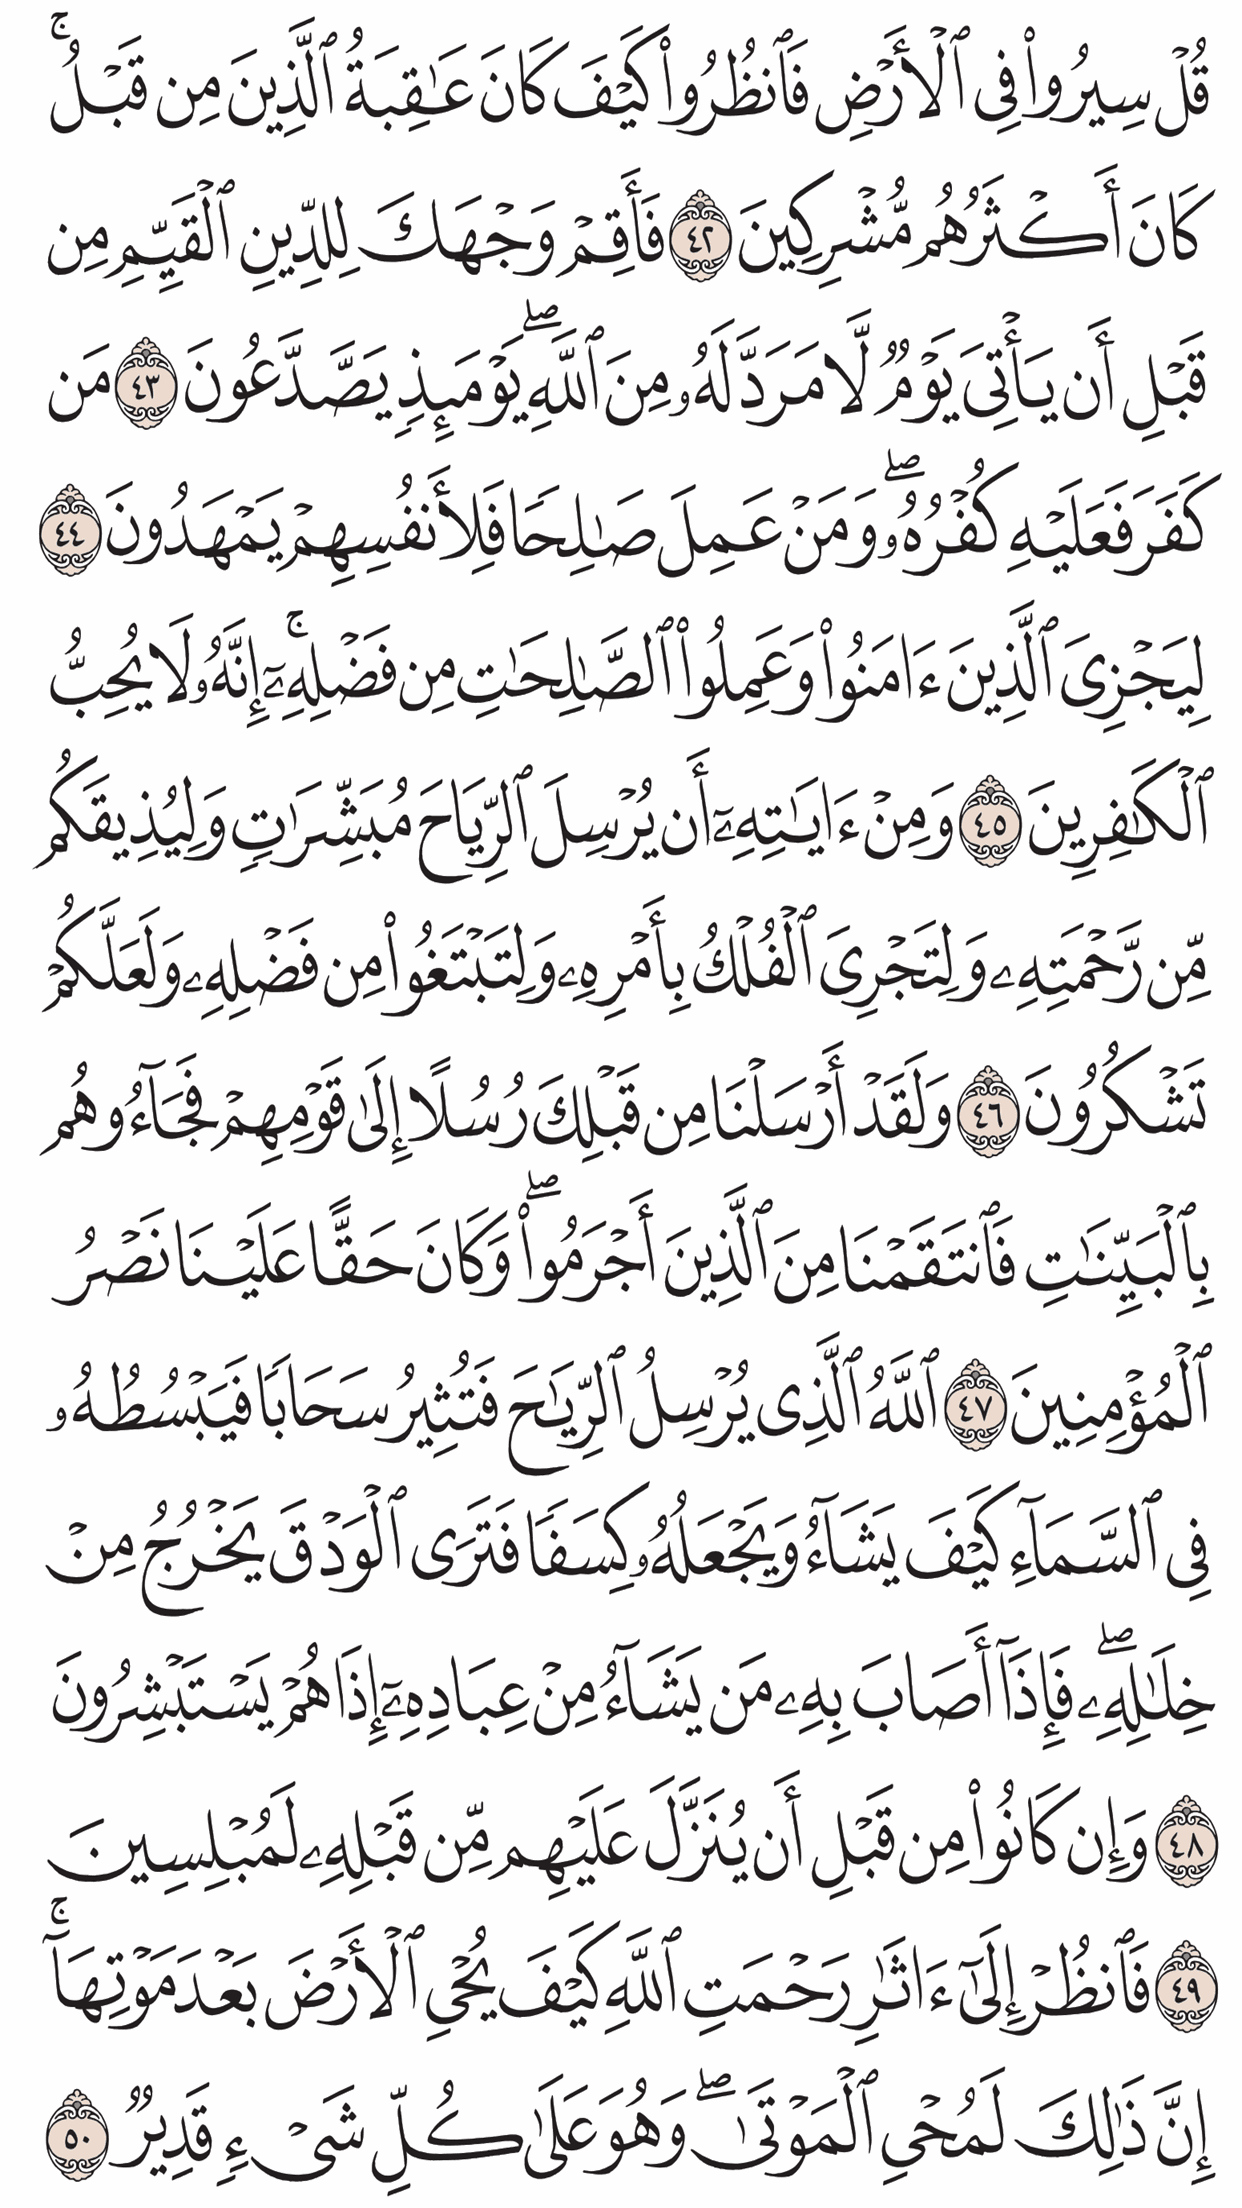 قُلْ سِيرُوا۟ فِى ٱلْأَرْضِ فَٱنظُرُوا۟ كَيْفَ كَانَ عَـٰقِبَةُ ٱلَّذِينَ مِن قَبْلُ ۚ
كَانَ أَكْثَرُهُم مُّشْرِكِينَ ٤٢ فَأَقِمْ وَجْهَكَ لِلدِّينِ ٱلْقَيِّمِ مِن
قَبْلِ أَن يَأْتِىَ يَوْمٌ لَّا مَرَدَّ لَهُۥ مِنَ ٱللَّهِ ۖ يَوْمَئِذٍ يَصَّدَّعُونَ ٤٣ مَن
كَفَرَ فَعَلَيْهِ كُفْرُهُۥ ۖ وَمَنْ عَمِلَ صَـٰلِحًا فَلِأَنفُسِهِمْ يَمْهَدُونَ ٤٤
لِيَجْزِىَ ٱلَّذِينَ ءَامَنُوا۟ وَعَمِلُوا۟ ٱلصَّـٰلِحَـٰتِ مِن فَضْلِهِۦٓ ۚ إِنَّهُۥ لَا يُحِبُّ
ٱلْكَـٰفِرِينَ ٤٥ وَمِنْ ءَايَـٰتِهِۦٓ أَن يُرْسِلَ ٱلرِّيَاحَ مُبَشِّرَٰتٍ وَلِيُذِيقَكُم
مِّن رَّحْمَتِهِۦ وَلِتَجْرِىَ ٱلْفُلْكُ بِأَمْرِهِۦ وَلِتَبْتَغُوا۟ مِن فَضْلِهِۦ وَلَعَلَّكُمْ
تَشْكُرُونَ ٤٦ وَلَقَدْ أَرْسَلْنَا مِن قَبْلِكَ رُسُلًا إِلَىٰ قَوْمِهِمْ فَجَآءُوهُم
بِٱلْبَيِّنَـٰتِ فَٱنتَقَمْنَا مِنَ ٱلَّذِينَ أَجْرَمُوا۟ ۖ وَكَانَ حَقًّا عَلَيْنَا نَصْرُ
ٱلْمُؤْمِنِينَ ٤٧ ٱللَّهُ ٱلَّذِى يُرْسِلُ ٱلرِّيَـٰحَ فَتُثِيرُ سَحَابًا فَيَبْسُطُهُۥ
فِى ٱلسَّمَآءِ كَيْفَ يَشَآءُ وَيَجْعَلُهُۥ كِسَفًا فَتَرَى ٱلْوَدْقَ يَخْرُجُ مِنْ
خِلَـٰلِهِۦ ۖ فَإِذَآ أَصَابَ بِهِۦ مَن يَشَآءُ مِنْ عِبَادِهِۦٓ إِذَا هُمْ يَسْتَبْشِرُونَ
٤٨ وَإِن كَانُوا۟ مِن قَبْلِ أَن يُنَزَّلَ عَلَيْهِم مِّن قَبْلِهِۦ لَمُبْلِسِينَ
٤٩ فَٱنظُرْ إِلَىٰٓ ءَاثَـٰرِ رَحْمَتِ ٱللَّهِ كَيْفَ يُحْىِ ٱلْأَرْضَ بَعْدَ مَوْتِهَآ ۚ
إِنَّ ذَٰلِكَ لَمُحْىِ ٱلْمَوْتَىٰ ۖ وَهُوَ عَلَىٰ كُلِّ شَىْءٍ قَدِيرٌ ٥٠